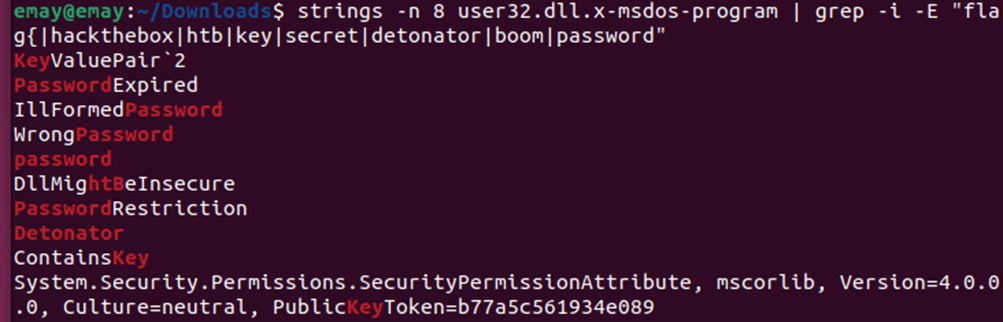 emay@emay:~/Downloads$ strings -n 8 user32.dll.x-msdos-program | grep -i -E "fla
g{|hackthebox|htb|key|secret|detonator|boom|password"
KeyValuePair`2
PasswordExpired
IllFormedPassword
WrongPassword
password
DllMightBeInsecure
PasswordRestriction
Detonator
ContainsKey
System.Security.Permissions.SecurityPermissionAttribute, mscorlib, Version=4.0.0
.0, Culture=neutral, PublicKeyToken=b77a5c561934e089